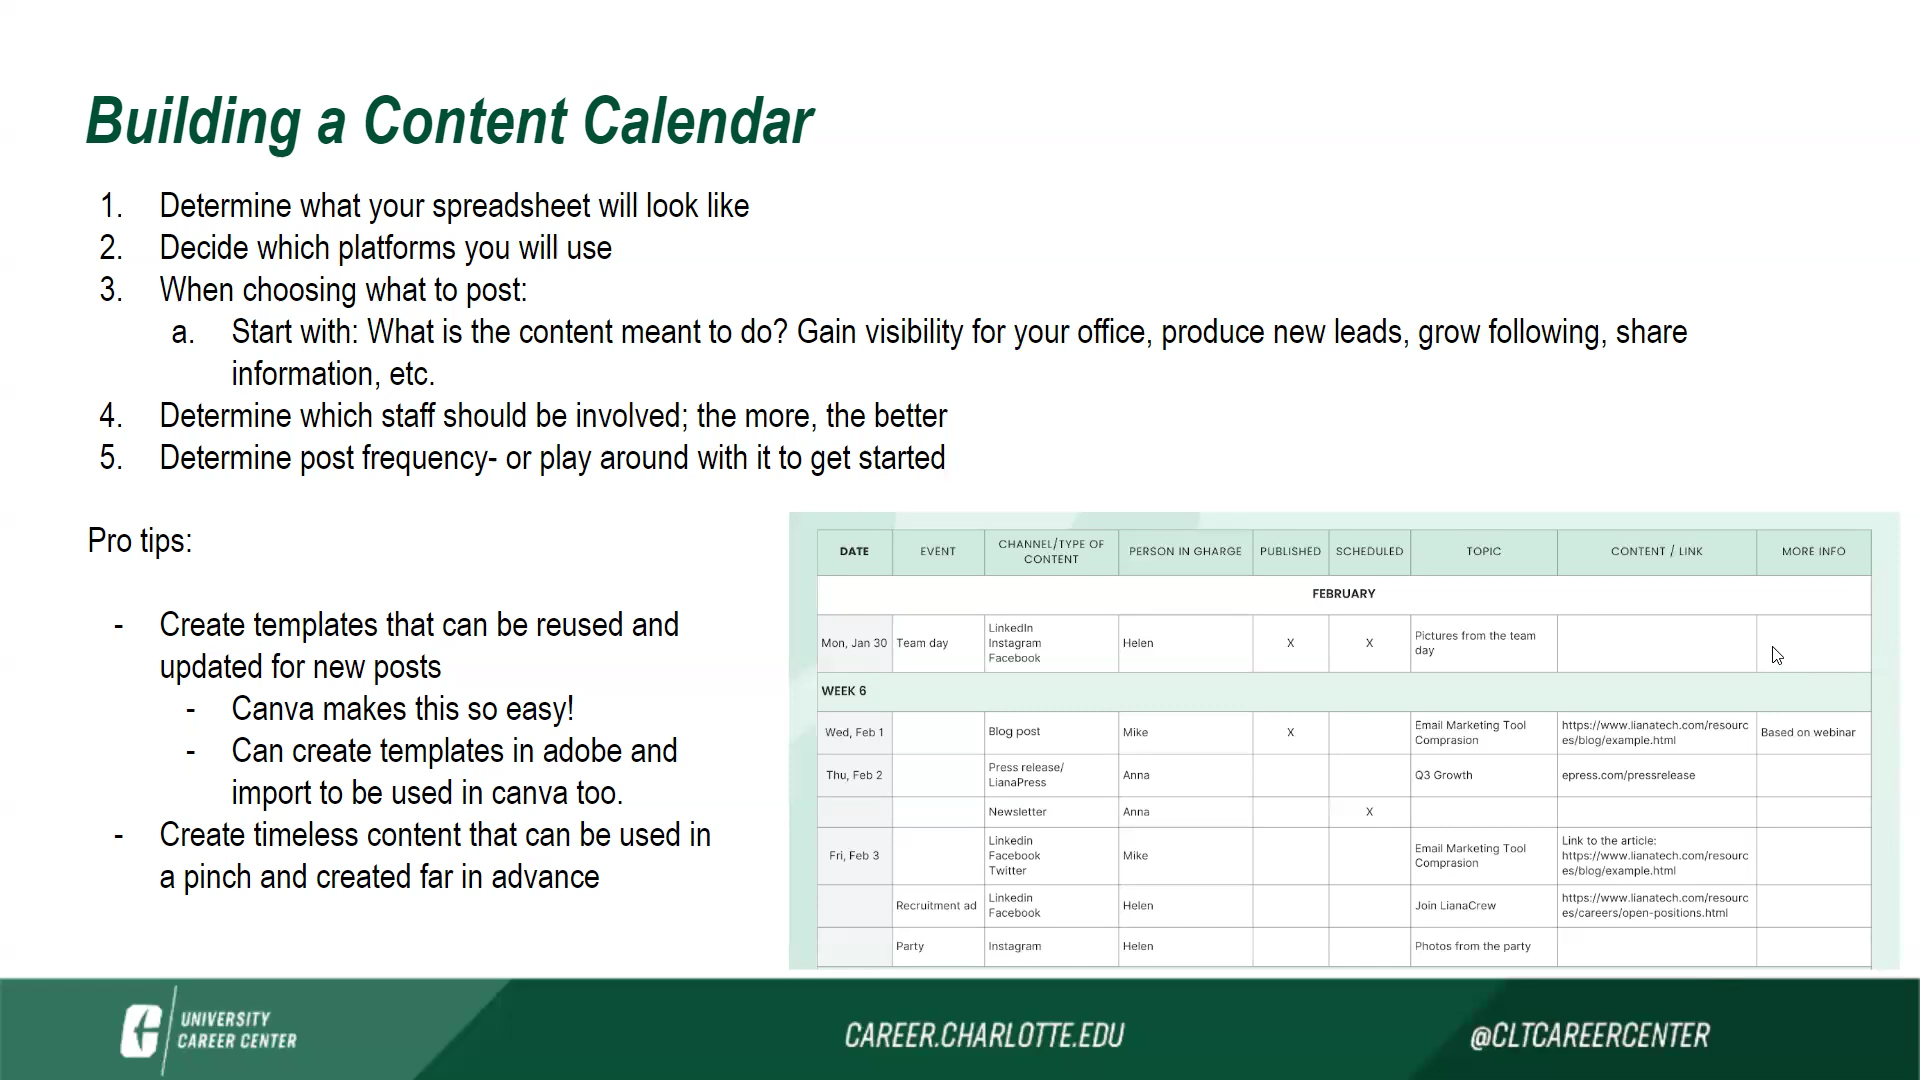 Building a Content Calendar
1. Determine what your spreadsheet will look like
2. Decide which platforms you will use
3. When choosing what to post:
a. Start with: What is the content meant to do? Gain visibility for your office, produce new leads, grow following, share
information, etc.
4. Determine which staff should be involved; the more, the better
5. Determine post frequency- or play around with it to get started
Pro tips:
- Create templates that can be reused and
updated for new posts
- Canva makes this so easy!
- Can create templates in adobe and
import to be used in canva too.
- Create timeless content that can be used in
a pinch and created far in advance
DATE EVENT CHANNEL/TYPE OF CONTENT PERSON IN GHARGE PUBLISHED SCHEDULED TOPIC CONTENT / LINK MORE INFO
FEBRUARY
Mon, Jan 30 Team day LinkedIn Instagram Facebook Helen X X Pictures from the team day
WEEK 6
Wed, Feb 1 Blog post Mike X Email Marketing Tool Comprasion https://www.lianatech.com/resourc es/blog/example.html Based on webinar
Thu, Feb 2 Press release/ LianaPress Anna Q3 Growth epress.com/pressrelease
Newsletter Anna X
Fri, Feb 3 Linkedin Facebook Twitter Mike Email Marketing Tool Comprasion Link to the article: https://www.lianatech.com/resourc es/blog/example.html
Recruitment ad Linkedin Facebook Helen Join LianaCrew https://www.lianatech.com/resourc es/careers/open-positions.html
Party Instagram Helen Photos from the party
UNIVERSITY
CAREER CENTER
CAREER.CHARLOTTE.EDU
@CLTCAREERCENTER